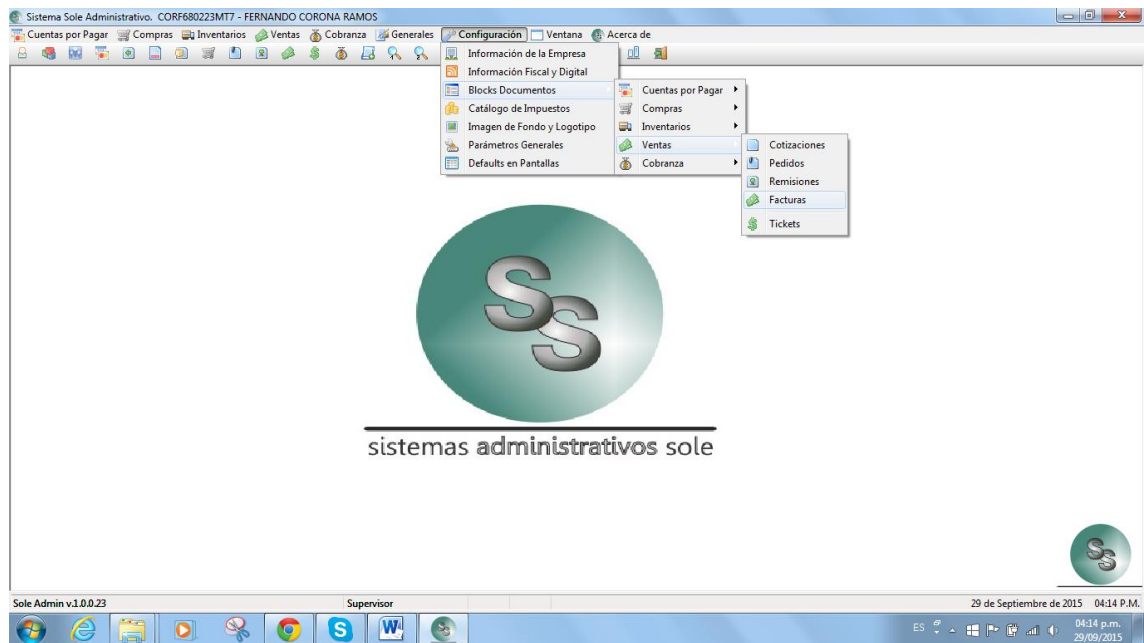 Sistema Sole Administrativo. CORF680223MT7 - FERNANDO CORONA RAMOS
Cuentas por Pagar Compras Inventarios Ventas Cobranza Generales Configuración Ventana Acerca de
Información de la Empresa
Información Fiscal y Digital
Blocks Documentos
Catálogo de Impuestos
Imagen de Fondo y Logotipo
Parámetros Generales
Defaults en Pantallas
Cuentas por Pagar
Compras
Inventarios
Ventas
Cobranza
Cotizaciones
Pedidos
Remisiones
Facturas
Tickets
SS
sistemas administrativos sole
SS
Sole Admin v.1.0.0.23 Supervisor 29 de Septiembre de 2015 04:14 P.M.
ES 04:14 p.m.
29/09/2015